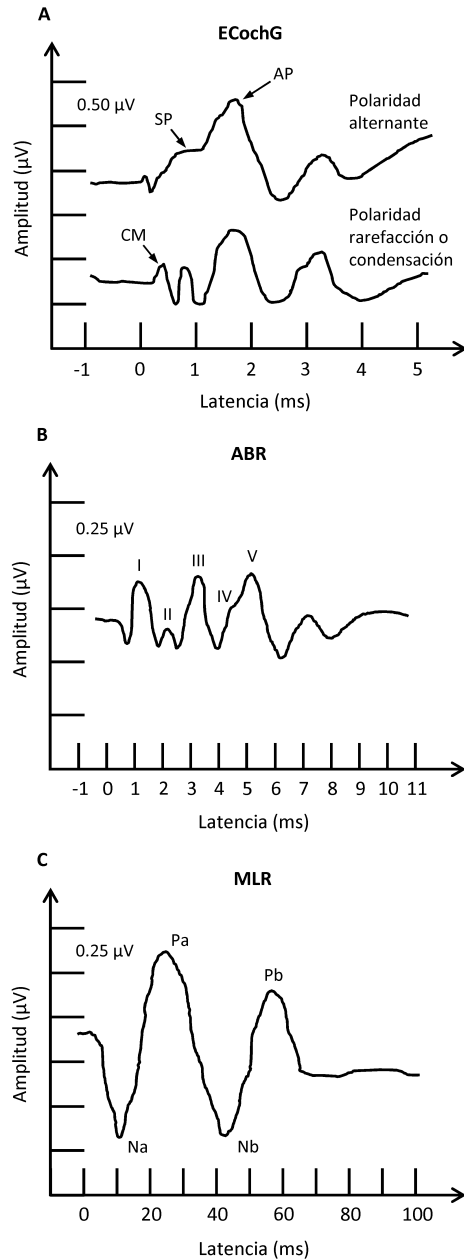 A
ECochG
AP
0.50 µV
SP
Polaridad
alternante
Amplitud (µV)
CM
Polaridad
rarefacción o
condensación
-1 0 1 2 3 4 5
Latencia (ms)
B
ABR
0.25 µV
I II III IV V
Amplitud (µV)
-1 0 1 2 3 4 5 6 7 8 9 10 11
Latencia (ms)
C
MLR
0.25 µV
Pa
Pb
Amplitud (µV)
Na
Nb
0 20 40 60 80 100
Latencia (ms)